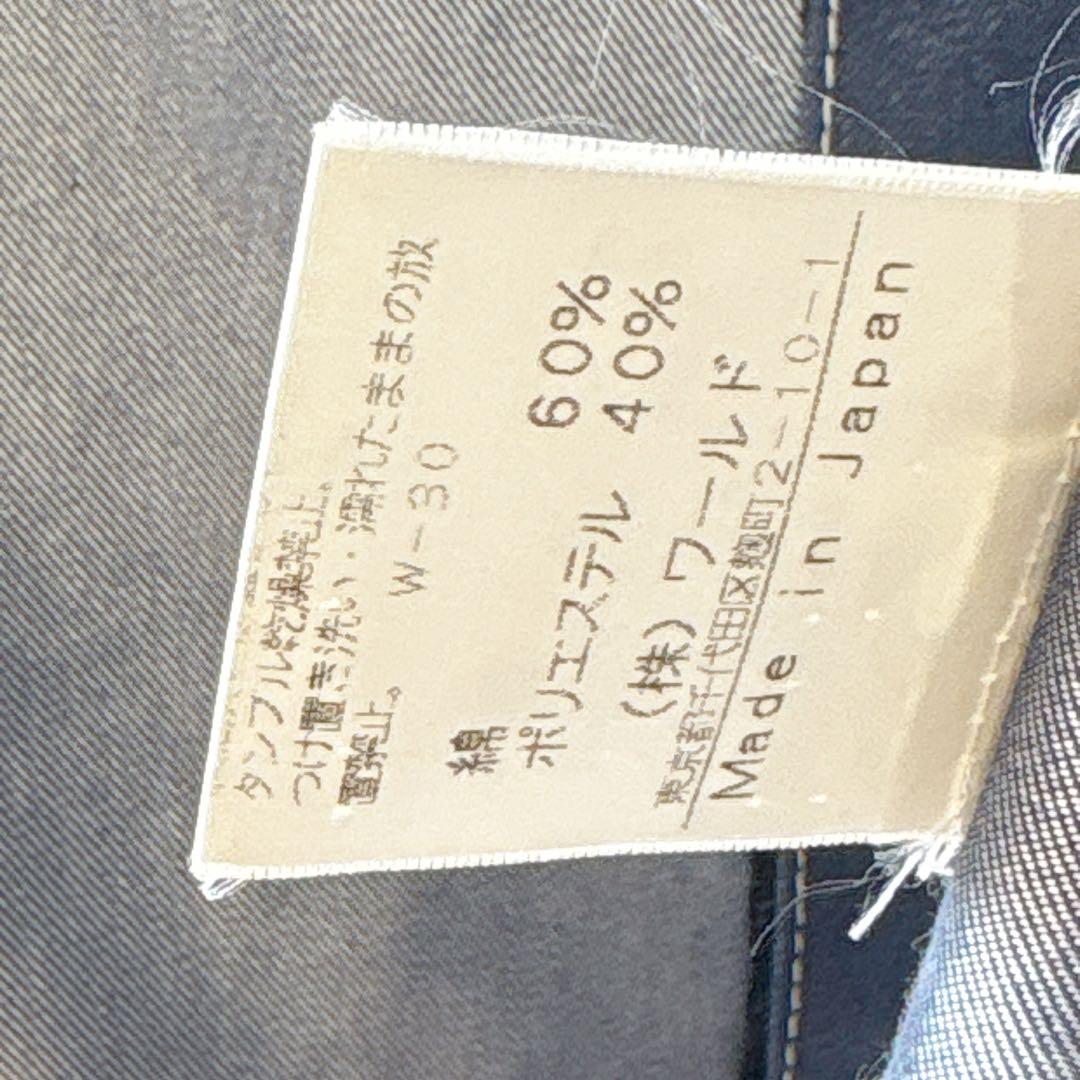 タンブル乾燥禁止。
つけ置き洗い・濡れたままの放
置禁止。
W-30
綿 60%
ポリエステル 40%
(株)ワールド
東京都千代田区麹町2-10-1
Made in Japan